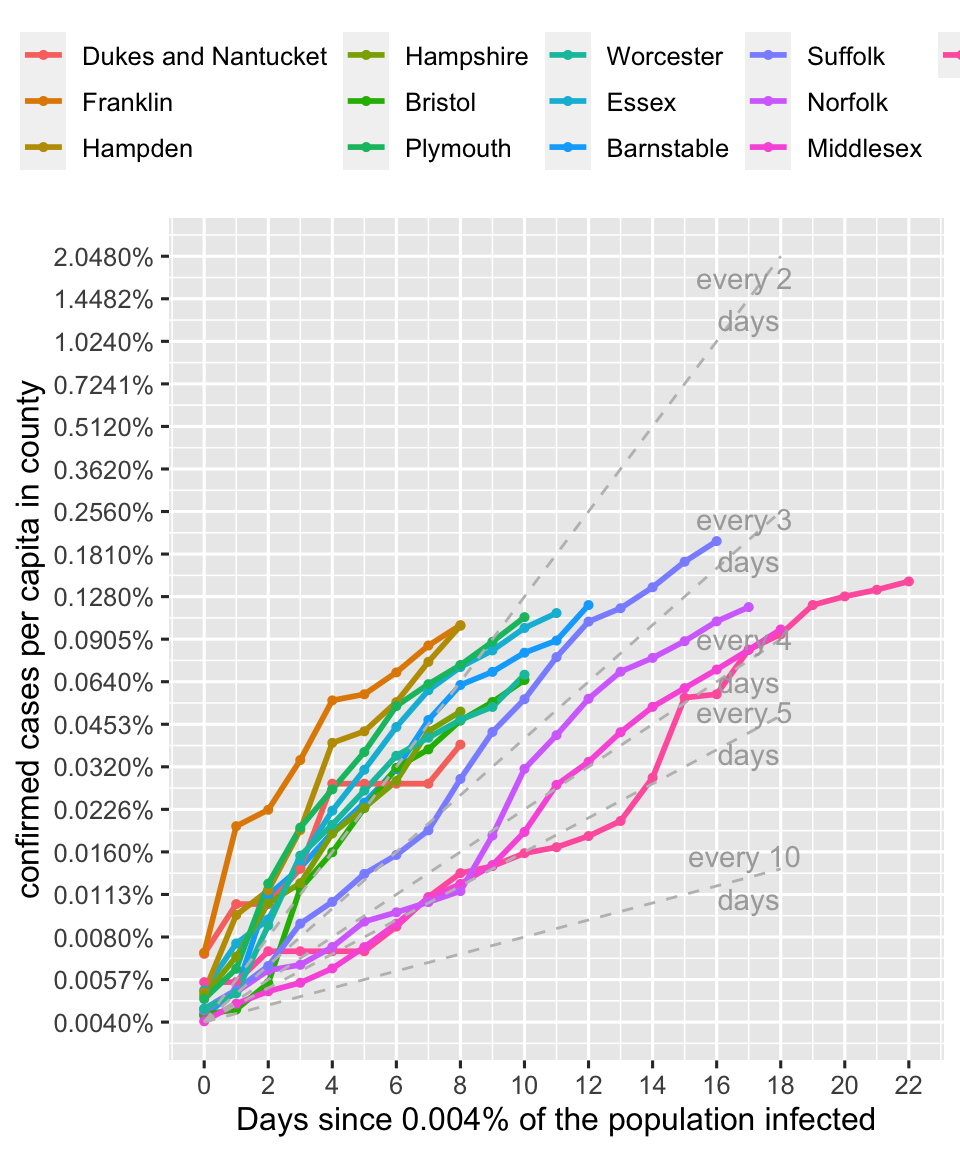 Dukes and Nantucket Hampshire Worcester Suffolk
Franklin Bristol Essex Norfolk
Hampden Plymouth Barnstable Middlesex
2.0480%
1.4482%
1.0240%
0.7241%
0.5120%
0.3620%
0.2560%
0.1810%
0.1280%
0.0905%
0.0640%
0.0453%
0.0320%
0.0226%
0.0160%
0.0113%
0.0080%
0.0057%
0.0040%
confirmed cases per capita in county
every 2
days
every 3
days
every 4
days
every 5
days
every 10
days
0 2 4 6 8 10 12 14 16 18 20 22
Days since 0.004% of the population infected